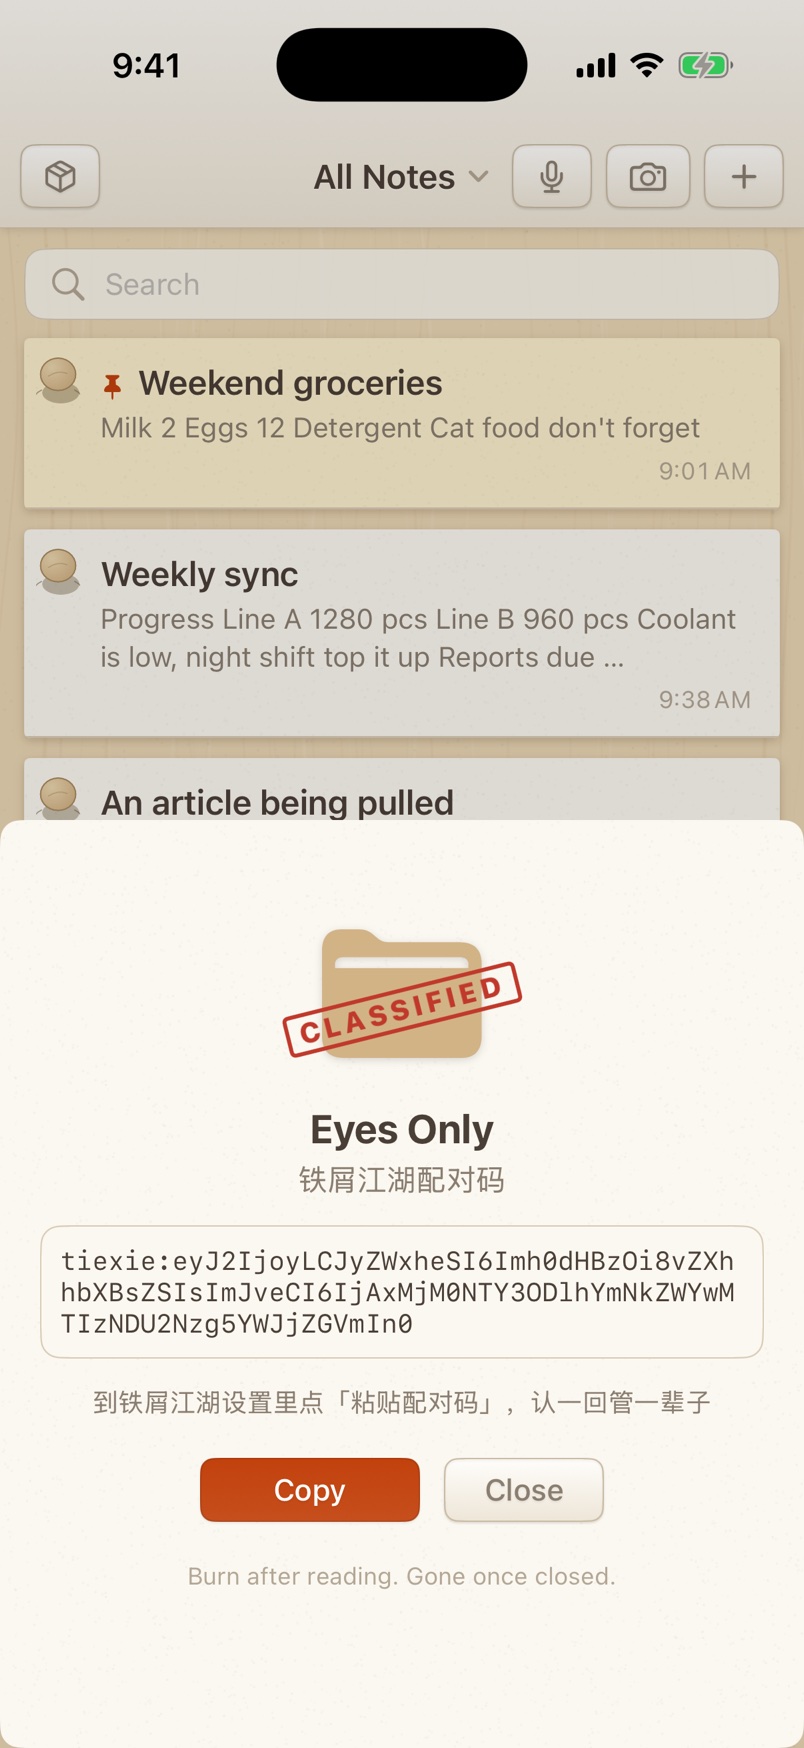 9:41
All Notes
Search
Weekend groceries
Milk 2 Eggs 12 Detergent Cat food don't forget
9:01 AM
Weekly sync
Progress Line A 1280 pcs Line B 960 pcs Coolant
is low, night shift top it up Reports due ...
9:38 AM
An article being pulled
CLASSIFIED
Eyes Only
铁屑江湖配对码
tiexie:eyJ2IjoyLCJyZWxheSI6Imh0dHBzOi8vZXh
hbXBsZSIsImJveCI6IjAxMjM0NTY3ODlhYmNkZWYwM
TIzNDU2Nzg5YWJjZGVmIn0
到铁屑江湖设置里点「粘贴配对码」，认一回管一辈子
Copy
Close
Burn after reading. Gone once closed.